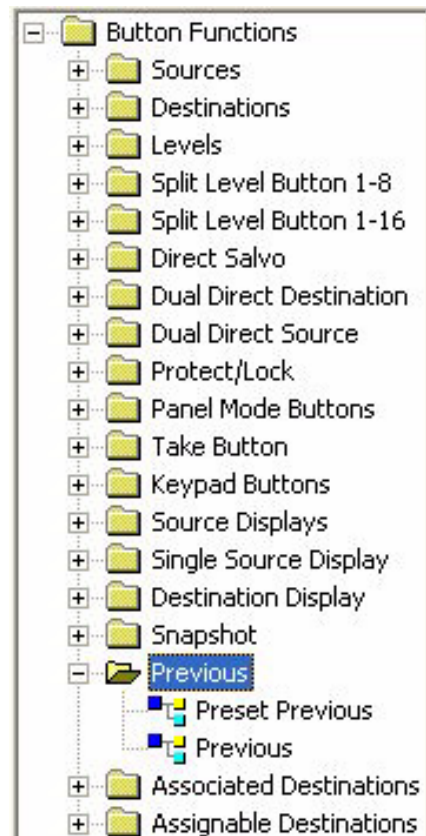 Button Functions
Sources
Destinations
Levels
Split Level Button 1-8
Split Level Button 1-16
Direct Salvo
Dual Direct Destination
Dual Direct Source
Protect/Lock
Panel Mode Buttons
Take Button
Keypad Buttons
Source Displays
Single Source Display
Destination Display
Snapshot
Previous
Preset Previous
Previous
Associated Destinations
Assignable Destinations